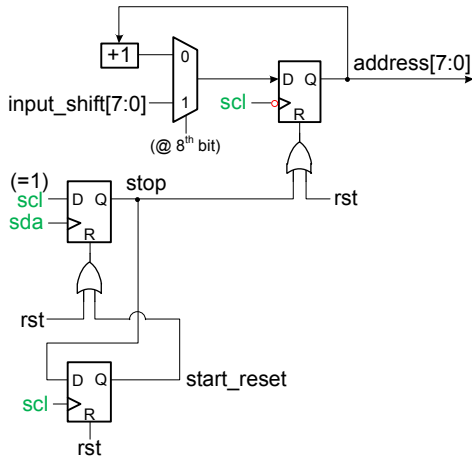 +1
0
1
input_shift[7:0]
(@ 8th bit)
D Q
scl
R
address[7:0]
rst
(=1)
scl
sda
D Q
R
stop
rst
D Q
scl
R
start_reset
rst